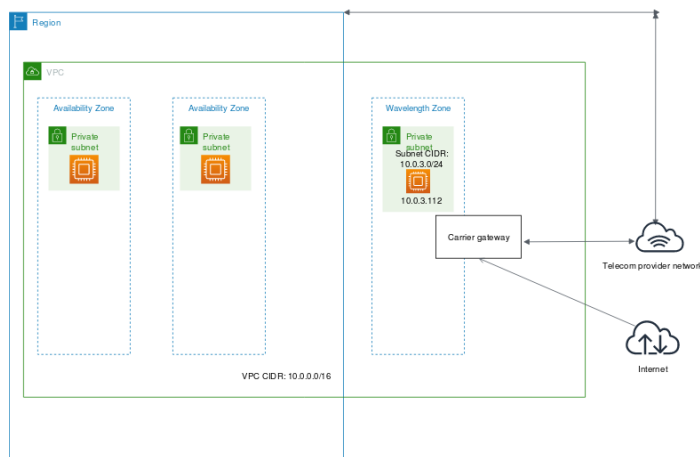 Region
VPC
Availability Zone
Availability Zone
Wavelength Zone
Private
subnet
Private
subnet
Private
subnet
Subnet CIDR:
10.0.3.0/24
10.0.3.112
Carrier gateway
Telecom provider network
Internet
VPC CIDR: 10.0.0.0/16